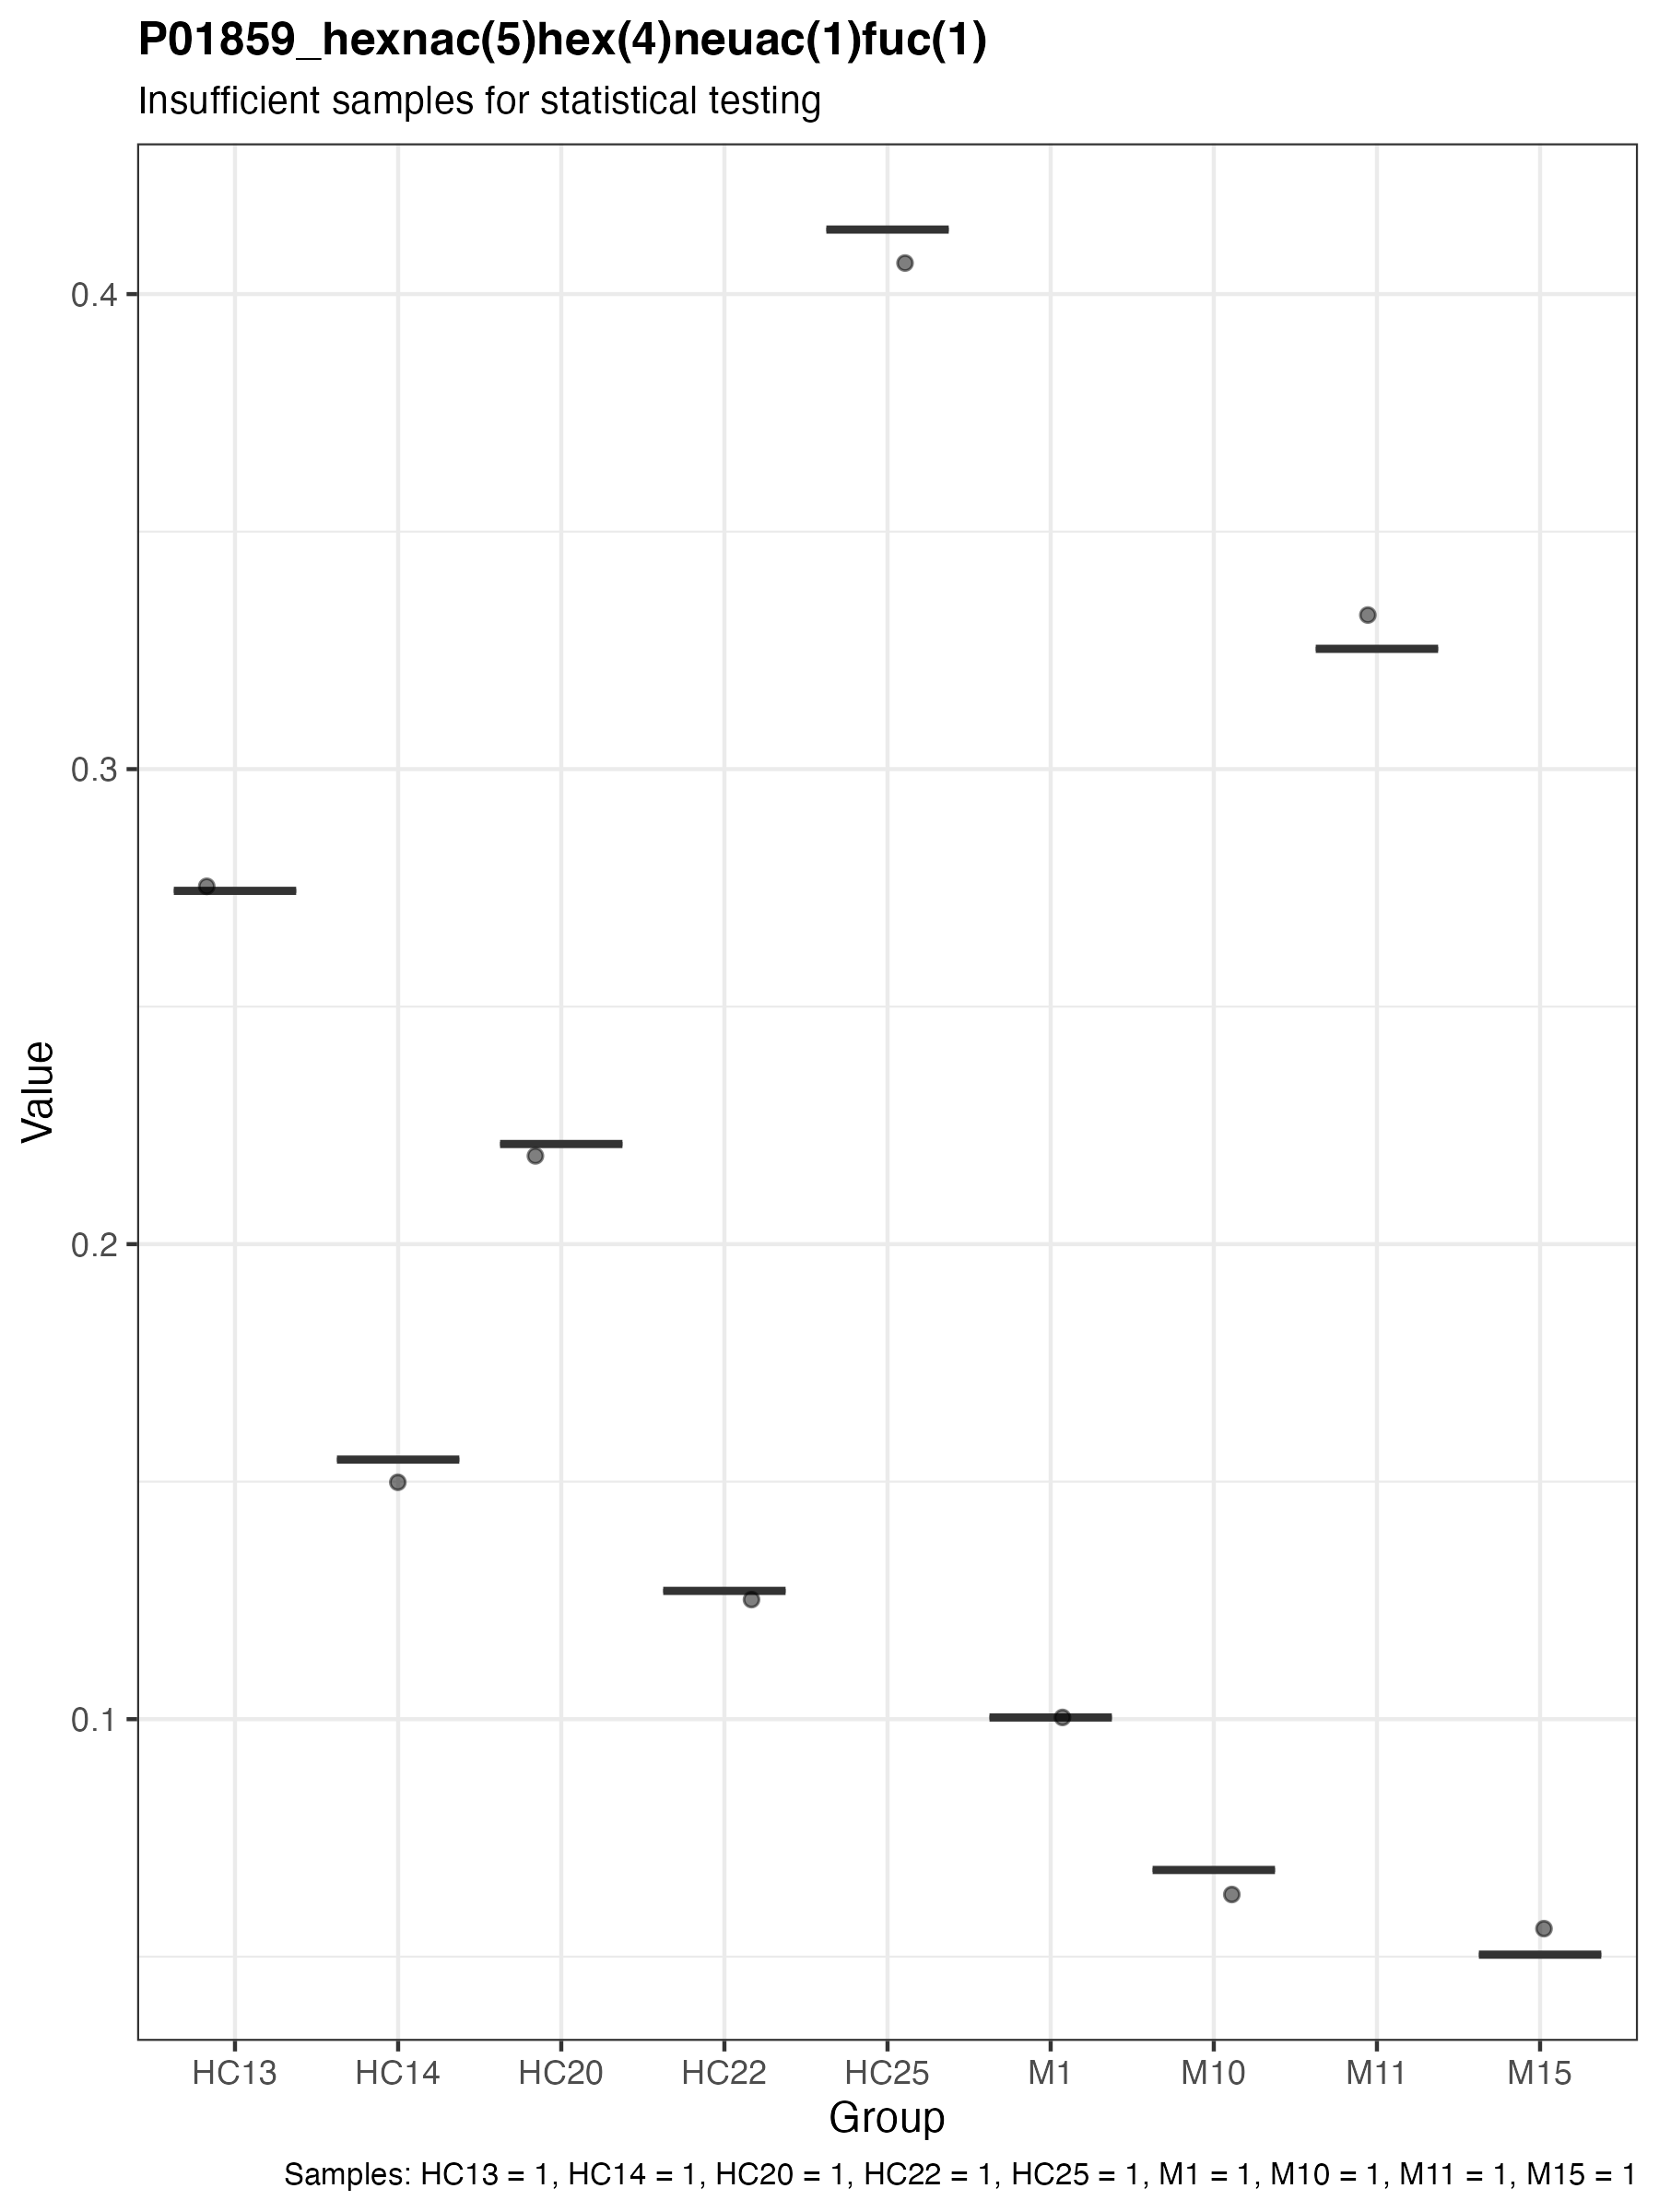 P01859_hexnac(5)hex(4)neuac(1)fuc(1)
Insufficient samples for statistical testing
0.4
0.3
0.2
0.1
Value
HC13 HC14 HC20 HC22 HC25 M1 M10 M11 M15
Group
Samples: HC13 = 1, HC14 = 1, HC20 = 1, HC22 = 1, HC25 = 1, M1 = 1, M10 = 1, M11 = 1, M15 = 1